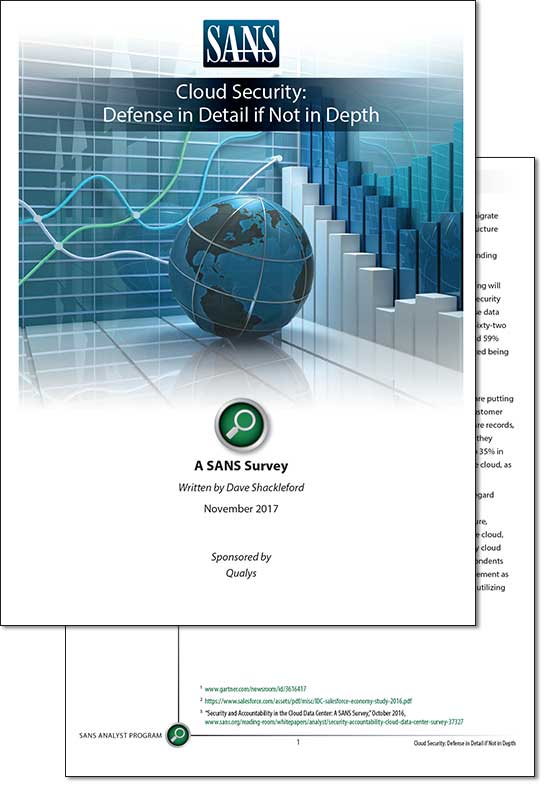 SANS
Cloud Security:
Defense in Detail if Not in Depth
A SANS Survey
Written by Dave Shackleford
November 2017
Sponsored by
Qualys
migrate
ucture
nding
ng will
ecurity
se data
ixty-two
d 59%
ed being
are putting
ustomer
re records,
they
35% in
e cloud, as
egard
ure,
e cloud,
y cloud
ondents
ement as
utilizing
1 www.gartner.com/newsroom/id/3616417
2 https://www.salesforce.com/assets/pdf/misc/IDC-salesforce-economy-study-2016.pdf
3 "Security and Accountability in the Cloud Data Center: A SANS Survey," October 2016,
www.sans.org/reading-room/whitepapers/analyst/security-accountability-cloud-data-center-survey-37327
SANS ANALYST PROGRAM
1
Cloud Security: Defense in Detail if Not in Depth